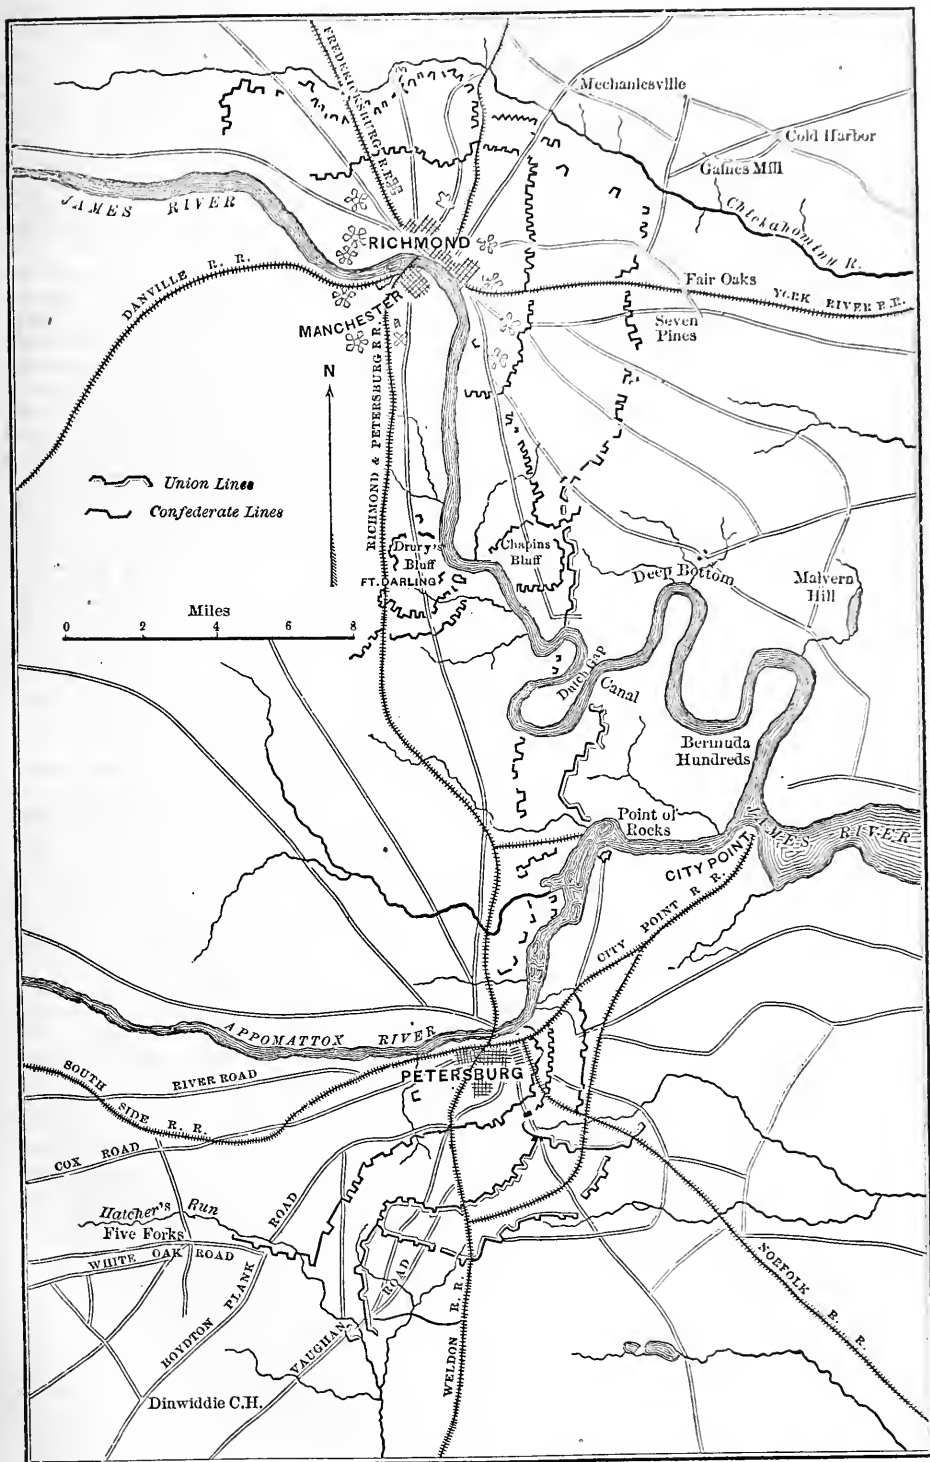 FREDERICKSBURG R.R.
Mechanicsville
Cold Harbor
Gaines Mill
JAMES RIVER
Chickahominy R.
RICHMOND
DANVILLE R. R.
Fair Oaks
YORK RIVER R.R.
MANCHESTER
Seven
Pines
N
RICHMOND & PETERSBURG R.R.
Union Lines
Confederate Lines
Drury's
Bluff
Chapins
Bluff
FT. DARLING
Deep Bottom
Malvern
Hill
Miles
0 2 4 6 8
Dutch Gap
Canal
Bermuda
Hundreds
Point of
Rocks
JAMES RIVER
CITY POINT
CITY POINT R. R.
APPOMATTOX RIVER
SOUTH SIDE R. R.
RIVER ROAD
PETERSBURG
COX ROAD
Hatcher's Run
Five Forks
WHITE OAK ROAD
BOYDTON PLANK ROAD
VAUGHAN ROAD
WELDON R. R.
NORFOLK R. R.
Dinwiddie C.H.